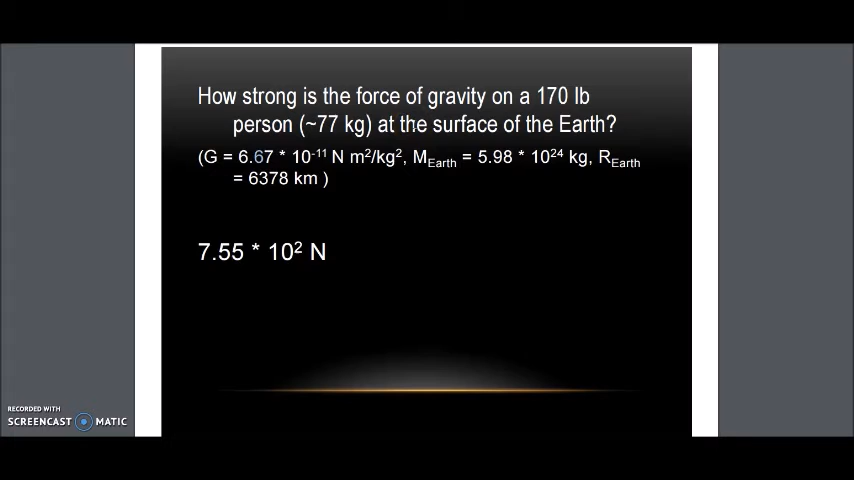 How strong is the force of gravity on a 170 lb
person (~77 kg) at the surface of the Earth?
(G = 6.67 * 10⁻¹¹ N m²/kg², M_Earth = 5.98 * 10²⁴ kg, R_Earth
= 6378 km )
7.55 * 10² N
RECORDED WITH
SCREENCAST MATIC